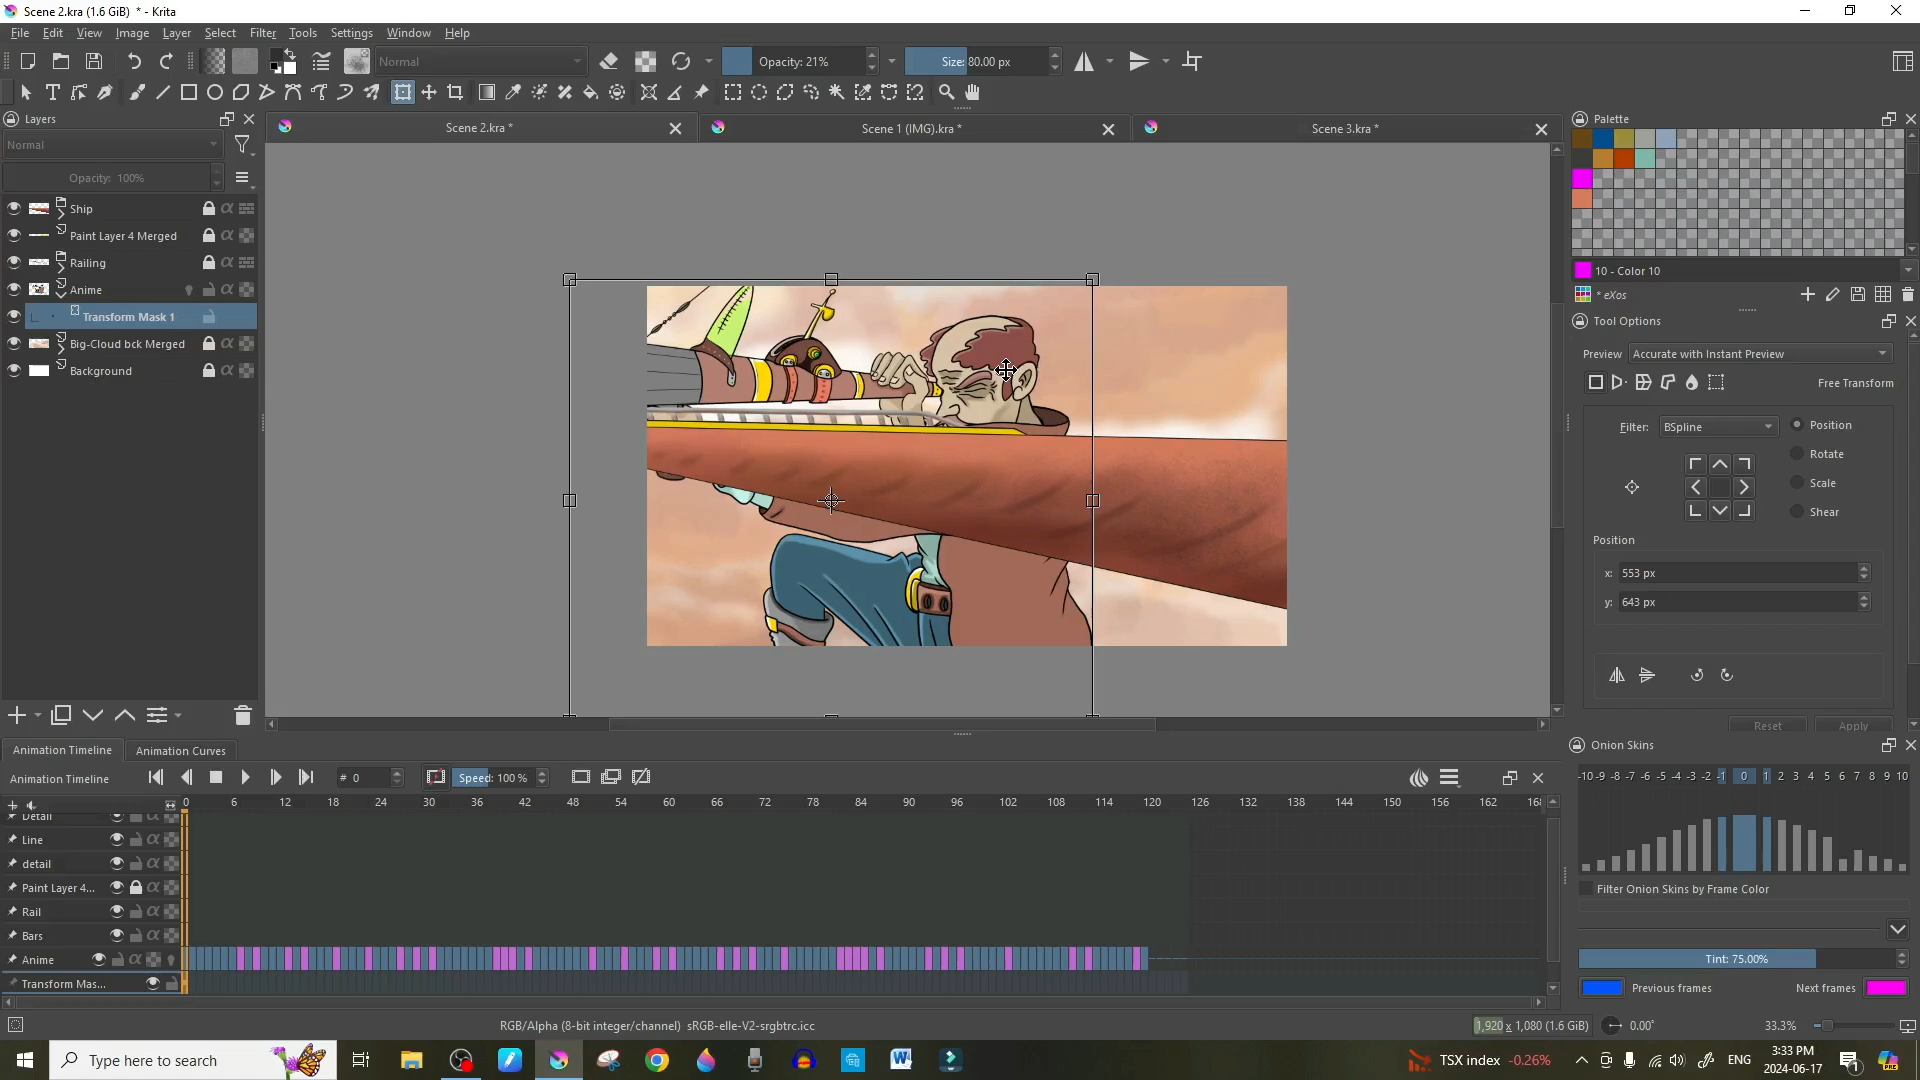 Scene 2.kra (1.6 GiB) * - Krita
File Edit View Image Layer Select Filter Tools Settings Window Help
Normal Opacity: 21% Size: 80.00 px
Layers
Scene 2.kra * Scene 1 (IMG).kra * Scene 3.kra *
Palette
Normal
Opacity: 100%
Ship
Paint Layer 4 Merged
Railing
Anime
Transform Mask 1
Big-Cloud bck Merged
Background
10 - Color 10
* eXos
Tool Options
Preview Accurate with Instant Preview
Free Transform
Filter: BSpline Position
Rotate
Scale
Shear
Position
x: 553 px
y: 643 px
Reset Apply
Animation Timeline Animation Curves
Animation Timeline # 0 Speed: 100 %
Onion Skins
-10 -9 -8 -7 -6 -5 -4 -3 -2 -1 0 1 2 3 4 5 6 7 8 9 10
0 6 12 18 24 30 36 42 48 54 60 66 72 78 84 90 96 102 108 114 120 126 132 138 144 150 156 162
Detail
Line
detail
Paint Layer 4...
Rail
Bars
Anime
Transform Mas...
Filter Onion Skins by Frame Color
Tint: 75.00%
Previous frames Next frames
RGB/Alpha (8-bit integer/channel) sRGB-elle-V2-srgbtrc.icc
1,920 x 1,080 (1.6 GiB) 0.00° 33.3%
Type here to search
TSX index -0.26% ENG 3:33 PM
2024-06-17